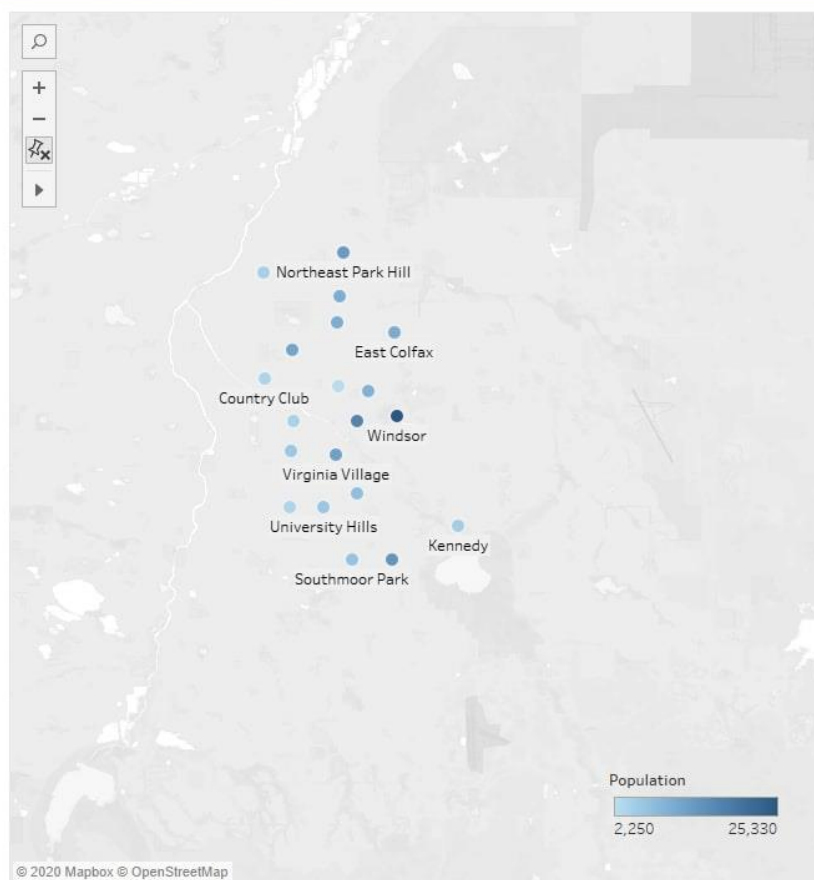 Northeast Park Hill
East Colfax
Country Club
Windsor
Virginia Village
University Hills
Kennedy
Southmoor Park
Population
2,250 25,330
© 2020 Mapbox © OpenStreetMap